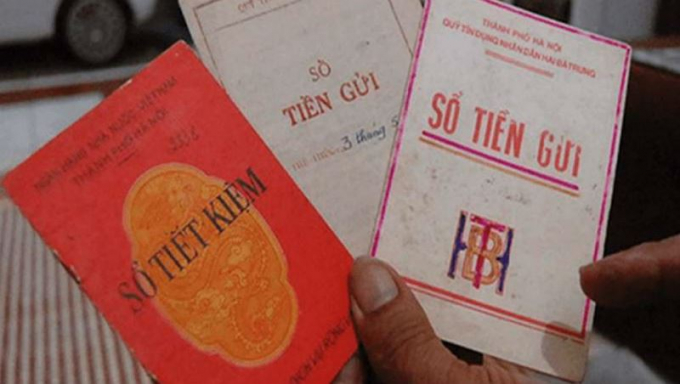 NGÂN HÀNG NHÀ NƯỚC VIỆT NAM
THÀNH PHỐ HÀ NỘI
SỔ TIẾT KIỆM
SỔ
TIỀN GỬI
3 tháng
THÀNH PHỐ HÀ NỘI
QUỸ TÍN DỤNG NHÂN DÂN HAI BÀ TRƯNG
SỔ TIỀN GỬI
HTB